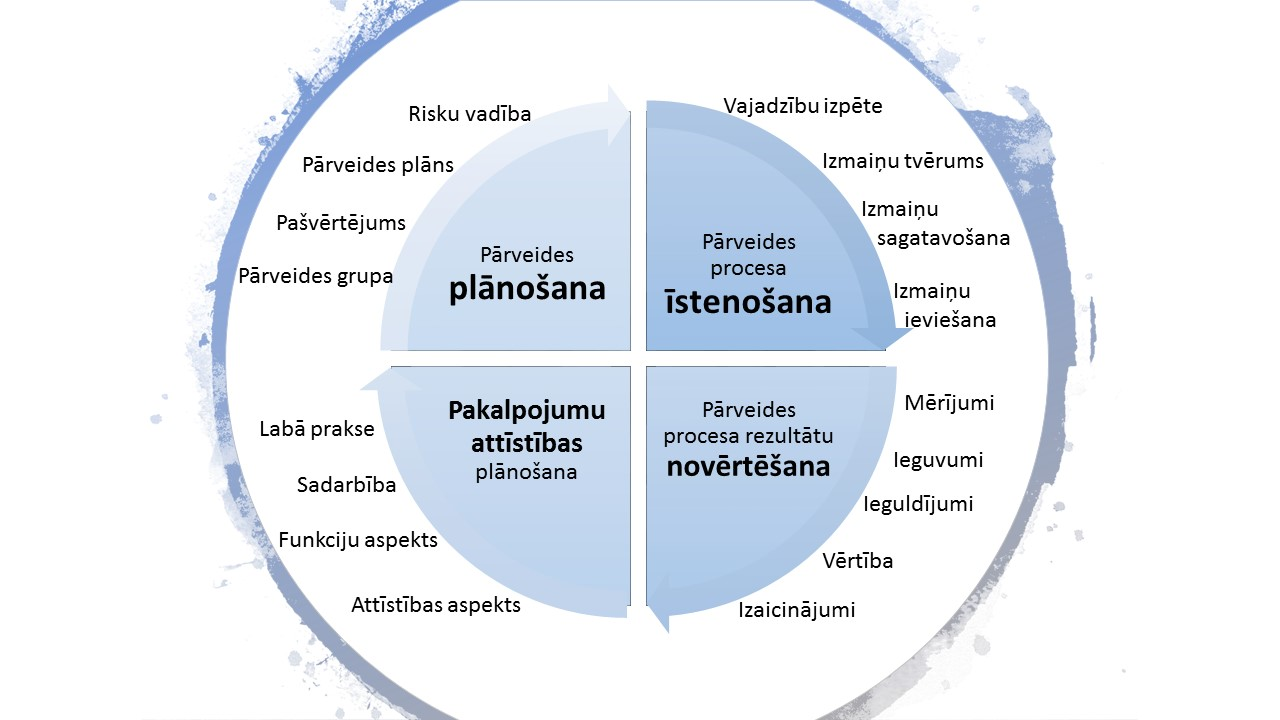 Risku vadība
Pārveides plāns
Pašvērtējums
Pārveides grupa
Pārveides
plānošana
Vajadzību izpēte
Izmaiņu tvērums
Izmaiņu
sagatavošana
Izmaiņu
ieviešana
Pārveides
procesa
īstenošana
Pakalpojumu
attīstības
plānošana
Labā prakse
Sadarbība
Funkciju aspekts
Attīstības aspekts
Pārveides
procesa rezultātu
novērtēšana
Mērījumi
Ieguvumi
Ieguldījumi
Vērtība
Izaicinājumi